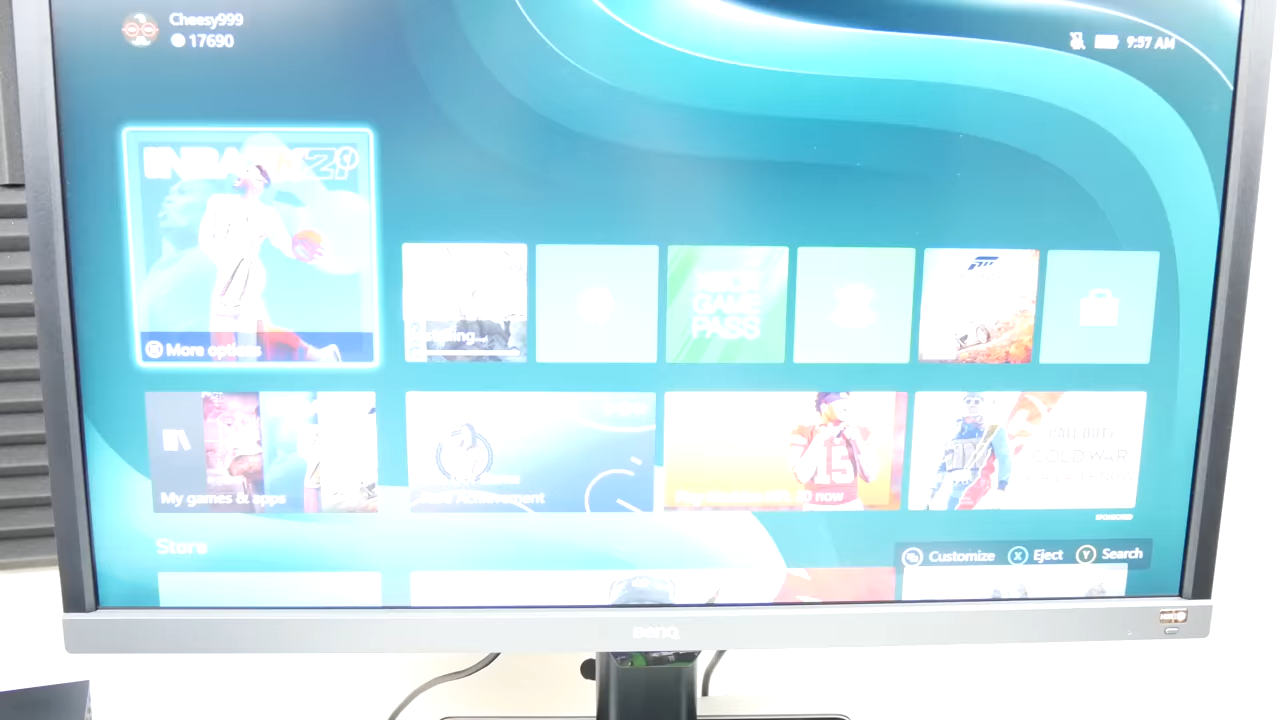 Cheesy999
17690
9:57 AM
NBA 2K21
More options
XBOX
GAME
PASS
My games & apps
Achievement
now
CALL OF DUTY
COLD WAR
Store
Customize
X Eject
Y Search
BenQ